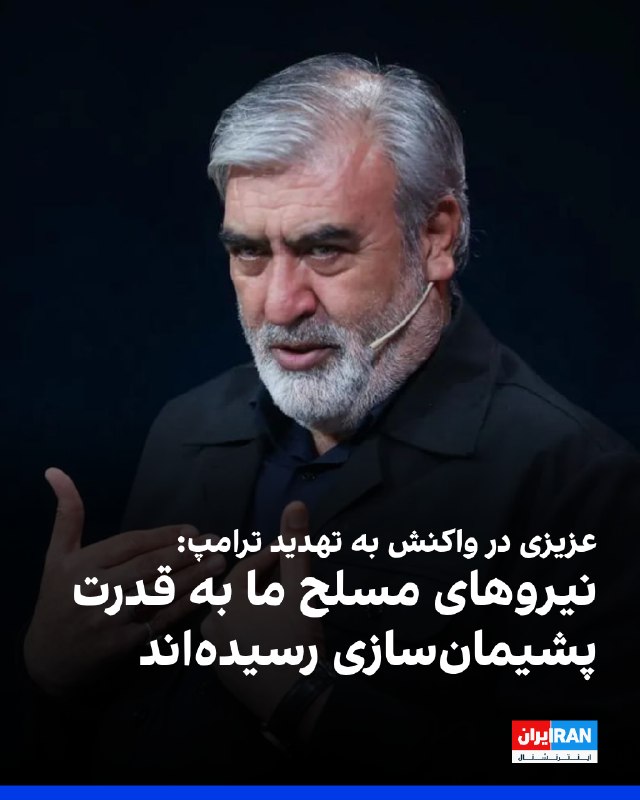 عزیزی در واکنش به تهدید ترامپ:
نیروهای مسلح ما به قدرت
پشیمان‌سازی رسیده‌اند
ایران IRAN
اینترنشنال